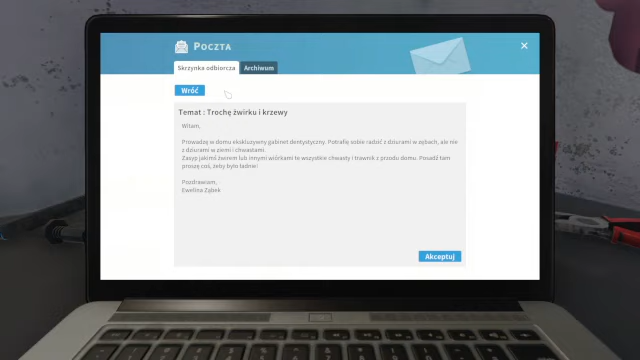 Poczta
Skrzynka odbiorcza
Archiwum
Wróć
Temat : Trochę żwirku i krzewy
Witam,
Prowadzę w domu ekskluzywny gabinet dentystyczny. Potrafię sobie radzić z dziurami w zębach, ale nie
z dziurami w ziemi i chwastami.
Zasyp jakimś żwirem lub innymi wiórkami te wszystkie chwasty i trawnik z przodu domu. Posadź tam
proszę coś, żeby było ładnie!
Pozdrawiam,
Ewelina Ząbek
Akceptuj